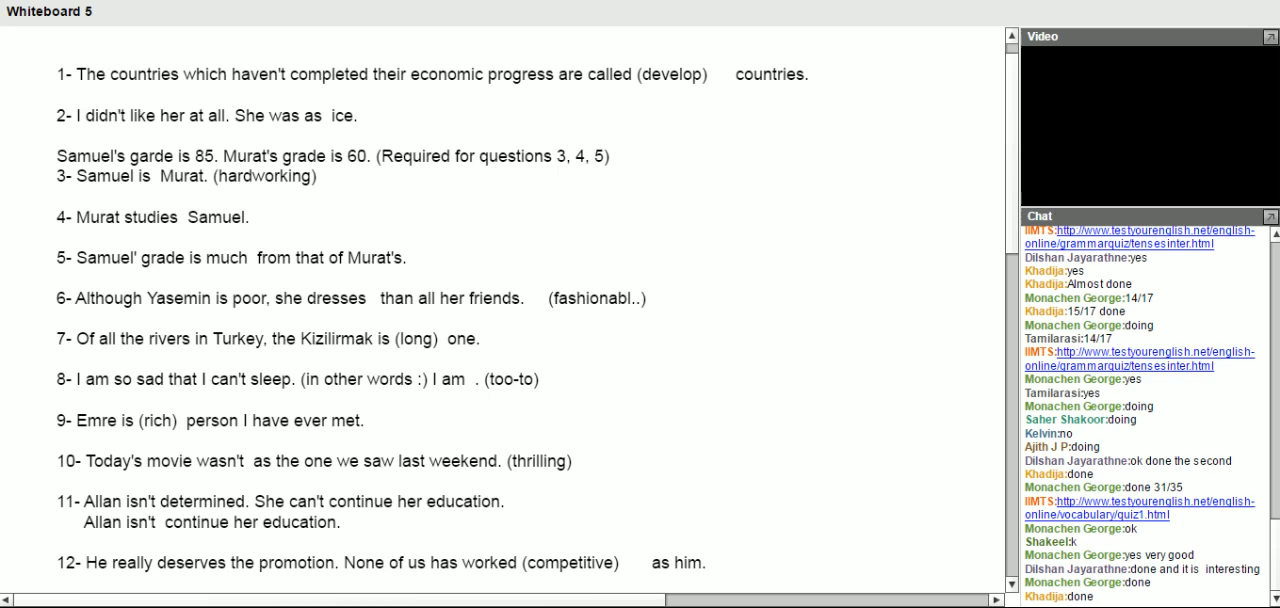 Whiteboard 5
1- The countries which haven't completed their economic progress are called (develop) countries.
2- I didn't like her at all. She was as ice.
Samuel's garde is 85. Murat's grade is 60. (Required for questions 3, 4, 5)
3- Samuel is Murat. (hardworking)
4- Murat studies Samuel.
5- Samuel' grade is much from that of Murat's.
6- Although Yasemin is poor, she dresses than all her friends. (fashionabl..)
7- Of all the rivers in Turkey, the Kizilirmak is (long) one.
8- I am so sad that I can't sleep. (in other words :) I am . (too-to)
9- Emre is (rich) person I have ever met.
10- Today's movie wasn't as the one we saw last weekend. (thrilling)
11- Allan isn't determined. She can't continue her education.
Allan isn't continue her education.
12- He really deserves the promotion. None of us has worked (competitive) as him.
Video
Chat
IIMTS:http://www.testyourenglish.net/english-
online/grammarquiz/tensesinter.html
Dilshan Jayarathne:yes
Khadija:yes
Khadija:Almost done
Monachen George:14/17
Khadija:15/17 done
Monachen George:doing
Tamilarasi:14/17
IIMTS:http://www.testyourenglish.net/english-
online/grammarquiz/tensesinter.html
Monachen George:yes
Tamilarasi:yes
Monachen George:doing
Saher Shakoor:doing
Kelvin:no
Ajith J P:doing
Dilshan Jayarathne:ok done the second
Khadija:done
Monachen George:done 31/35
IIMTS:http://www.testyourenglish.net/english-
online/vocabulary/quiz1.html
Monachen George:ok
Shakeel:k
Monachen George:yes very good
Dilshan Jayarathne:done and it is interesting
Monachen George:done
Khadija:done